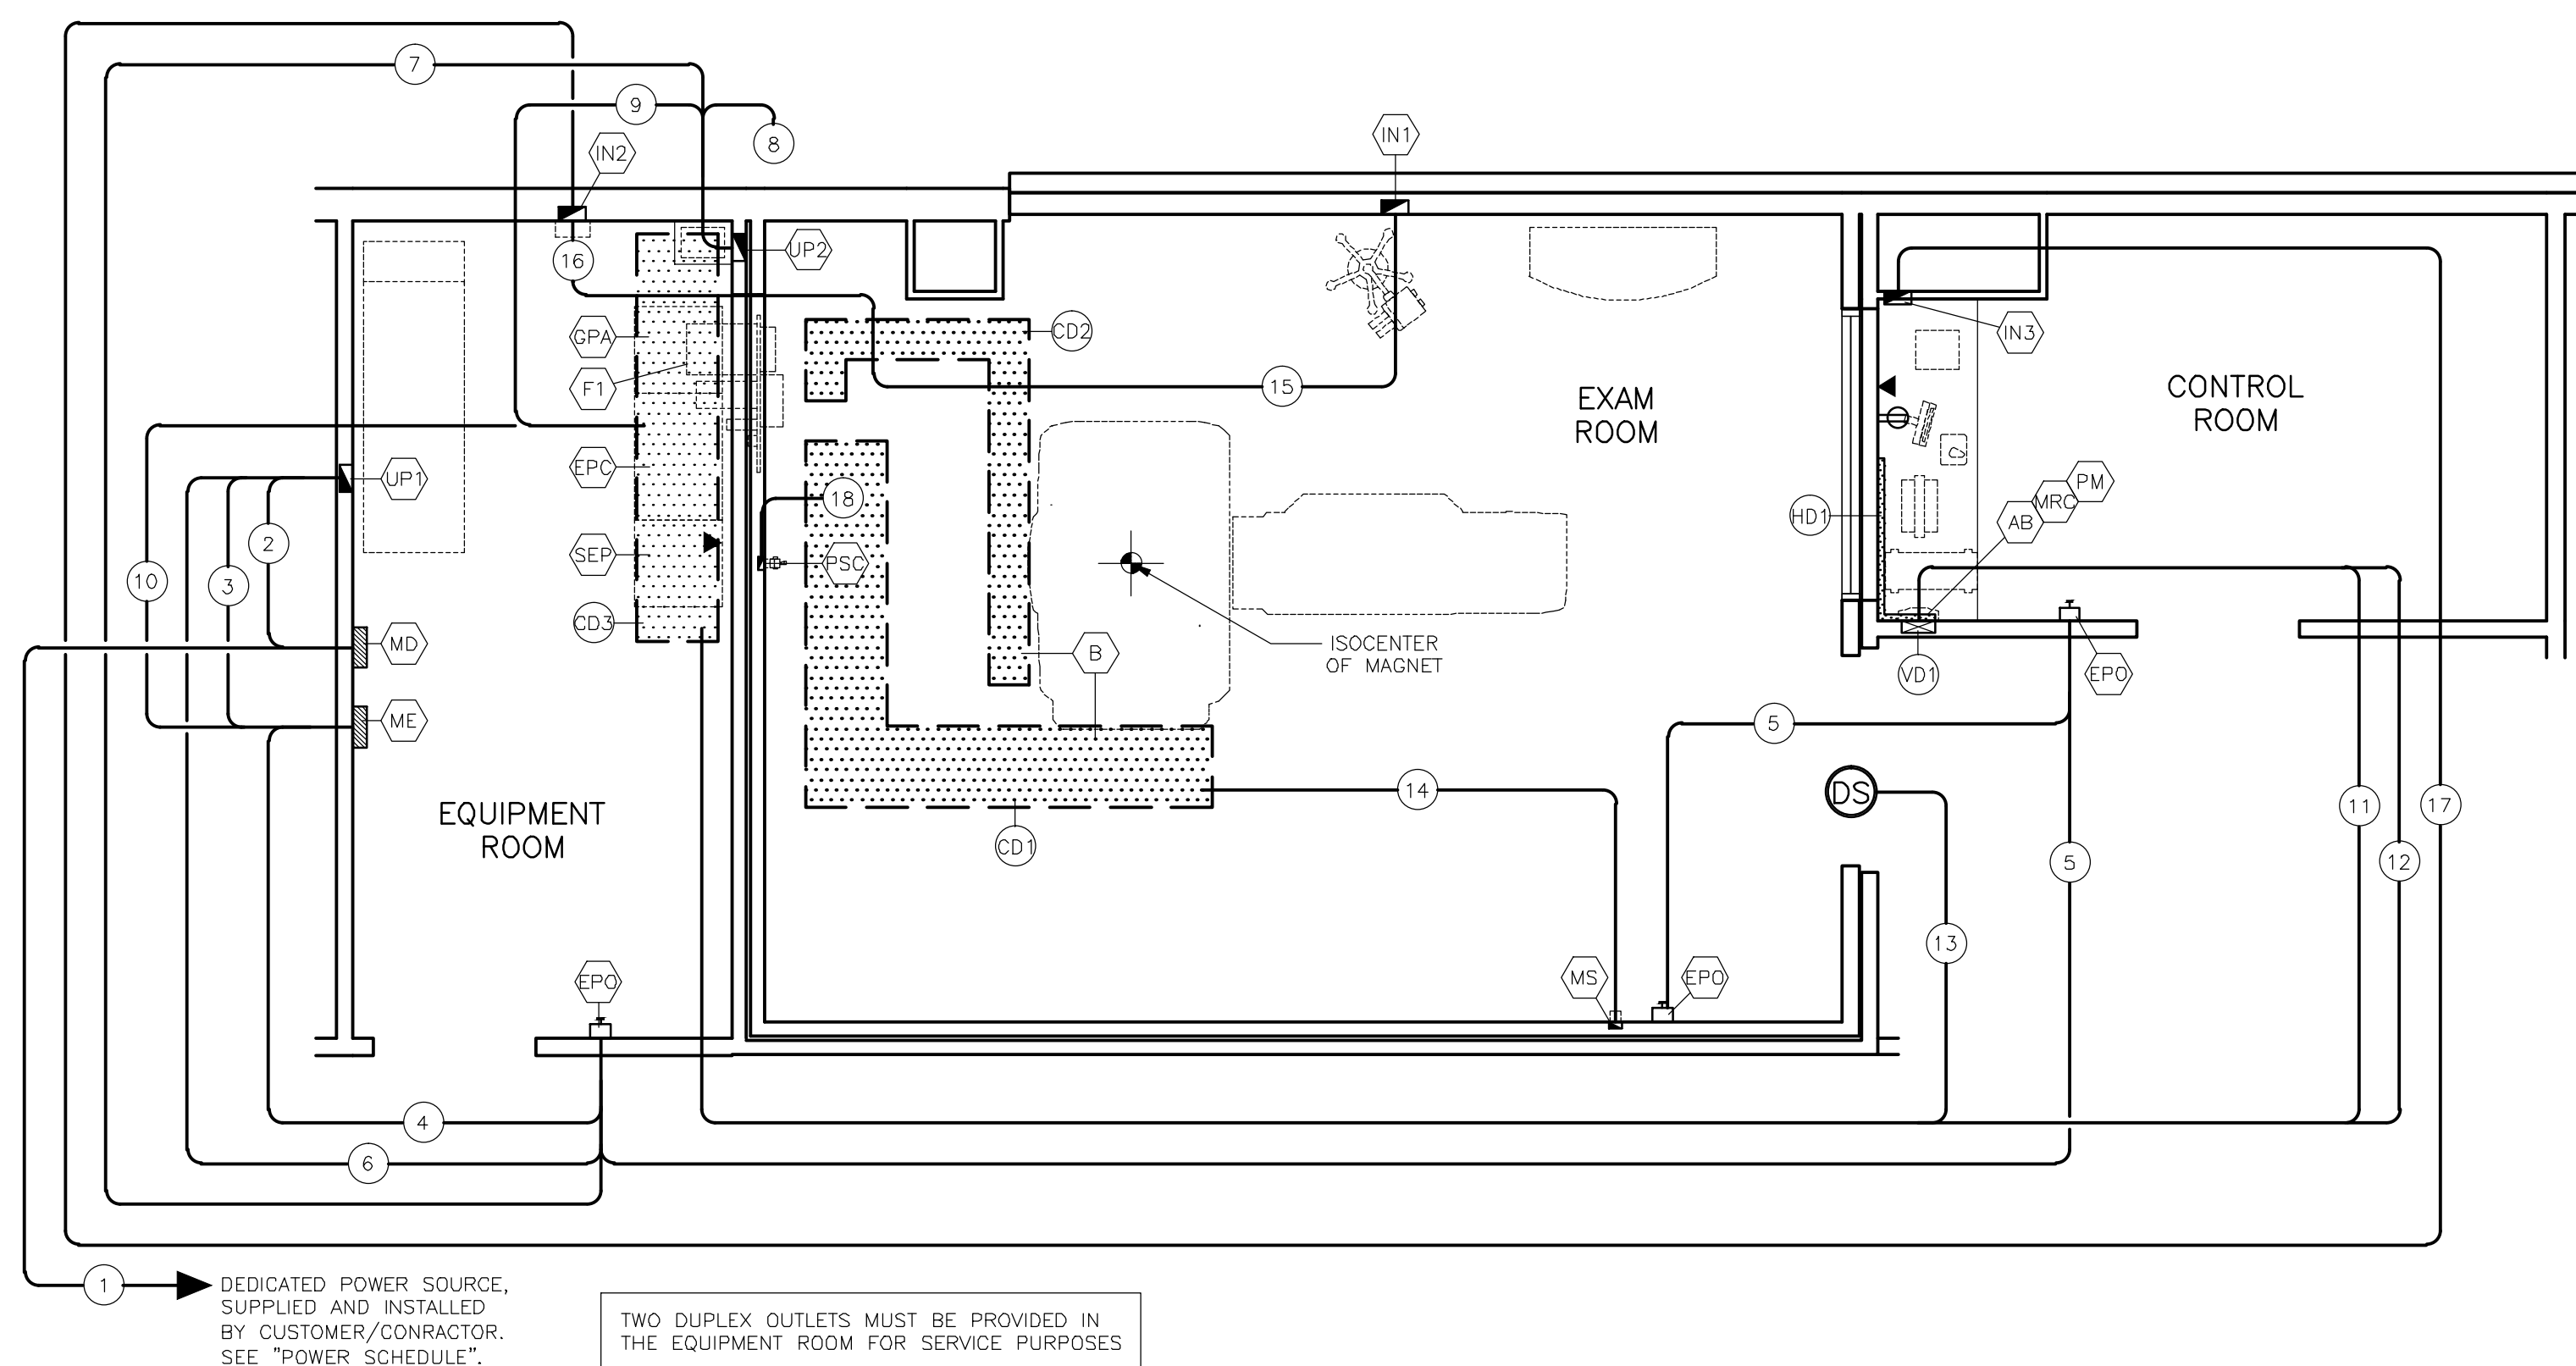 7
9
8
IN2
IN1
16
UP2
GPA
CD2
IN3
F1
15
EXAM
ROOM
CONTROL
ROOM
EPC
UP1
18
PM
MRC
AB
HD1
2
SEP
PSC
10
3
CD3
MD
ISOCENTER
OF MAGNET
B
VD1
EPO
ME
5
14
DS
11
17
EQUIPMENT
ROOM
CD1
5
12
13
EPO
MS
EPO
4
6
1
DEDICATED POWER SOURCE,
SUPPLIED AND INSTALLED
BY CUSTOMER/CONRACTOR.
SEE "POWER SCHEDULE".
TWO DUPLEX OUTLETS MUST BE PROVIDED IN
THE EQUIPMENT ROOM FOR SERVICE PURPOSES